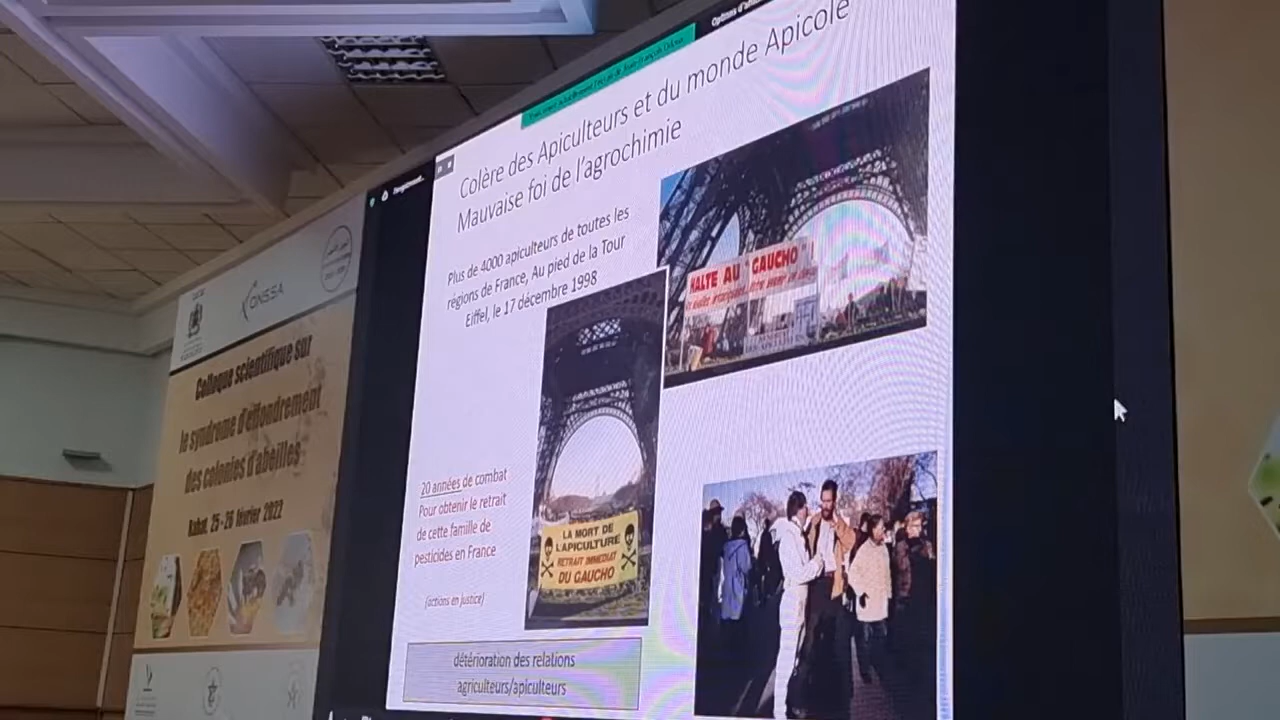 ONSSA
Colloque scientifique sur
le syndrome d'effondrement
des colonies d'abeilles
Rabat, 25-26 février 2022
Colère des Apiculteurs et du monde Apicole
Mauvaise foi de l'agrochimie
Plus de 4000 apiculteurs de toutes les
régions de France, Au pied de la Tour
Eiffel, le 17 décembre 1998
HALTE AU "GAUCHO"!
20 années de combat
Pour obtenir le retrait
de cette famille de
pesticides en France
(actions en justice)
LA MORT DE
L'APICULTURE
RETRAIT IMMEDIAT
DU GAUCHO
détérioration des relations
agriculteurs/apiculteurs